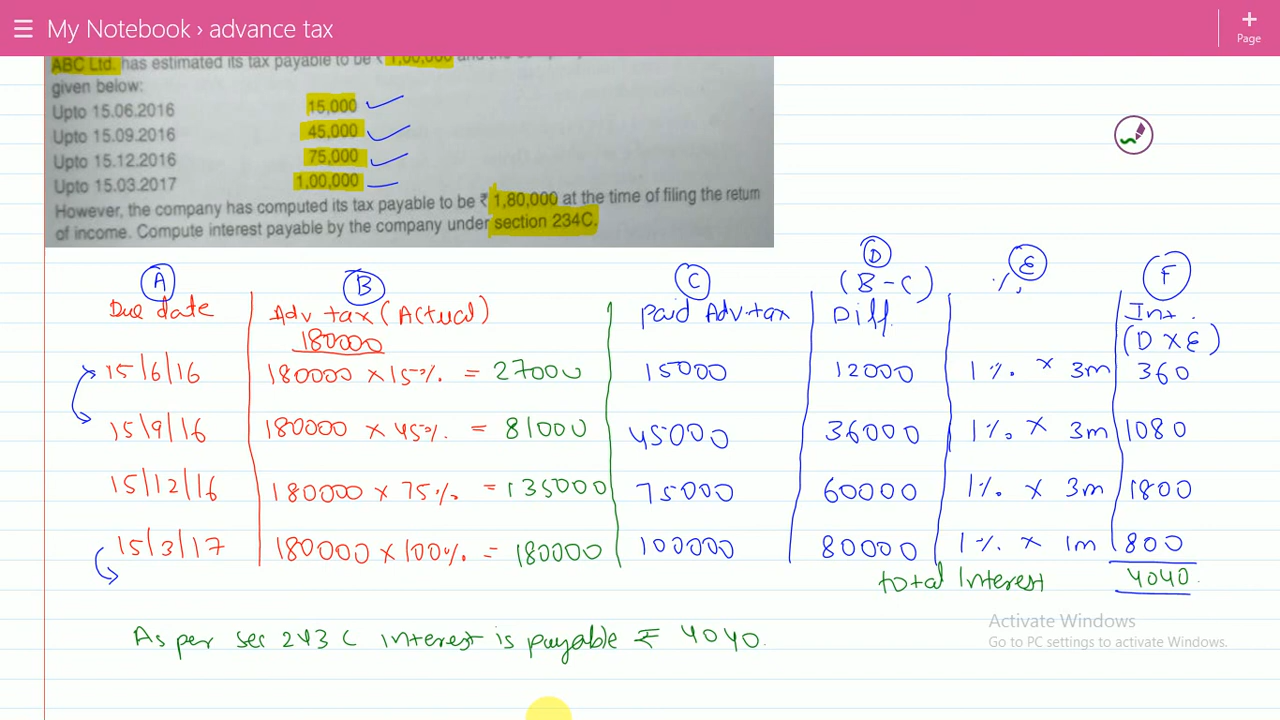 My Notebook › advance tax
Page
ABC Ltd. has estimated its tax payable to be ₹ 1,00,000 and the
given below:
Upto 15.06.2016 15,000
Upto 15.09.2016 45,000
Upto 15.12.2016 75,000
Upto 15.03.2017 1,00,000
However, the company has computed its tax payable to be ₹ 1,80,000 at the time of filing the return
of income. Compute interest payable by the company under section 234C.
A B C D E F
(B-C) %
Due date Adv tax (Actual) Paid Adv.tax Diff. Int.
180000 (D x E)
15/6/16 180000 x 15% = 27000 15000 12000 1% x 3m 360
15/9/16 180000 x 45% = 81000 45000 36000 1% x 3m 1080
15/12/16 180000 x 75% = 135000 75000 60000 1% x 3m 1800
15/3/17 180000 x 100% = 180000 100000 80000 1% x 1m 800
total Interest 4040
As per sec 243 C interest is payable ₹ 4040.
Activate Windows
Go to PC settings to activate Windows.